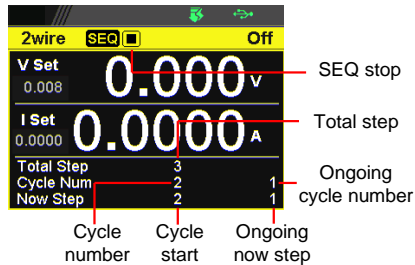 2wire SEQ Off
V Set
0.008 0.000 V
I Set
0.0000 0.0000 A
Total Step 3
Cycle Num 2 1
Now Step 2 1
SEQ stop
Total step
Ongoing
cycle number
Cycle
number
Cycle
start
Ongoing
now step